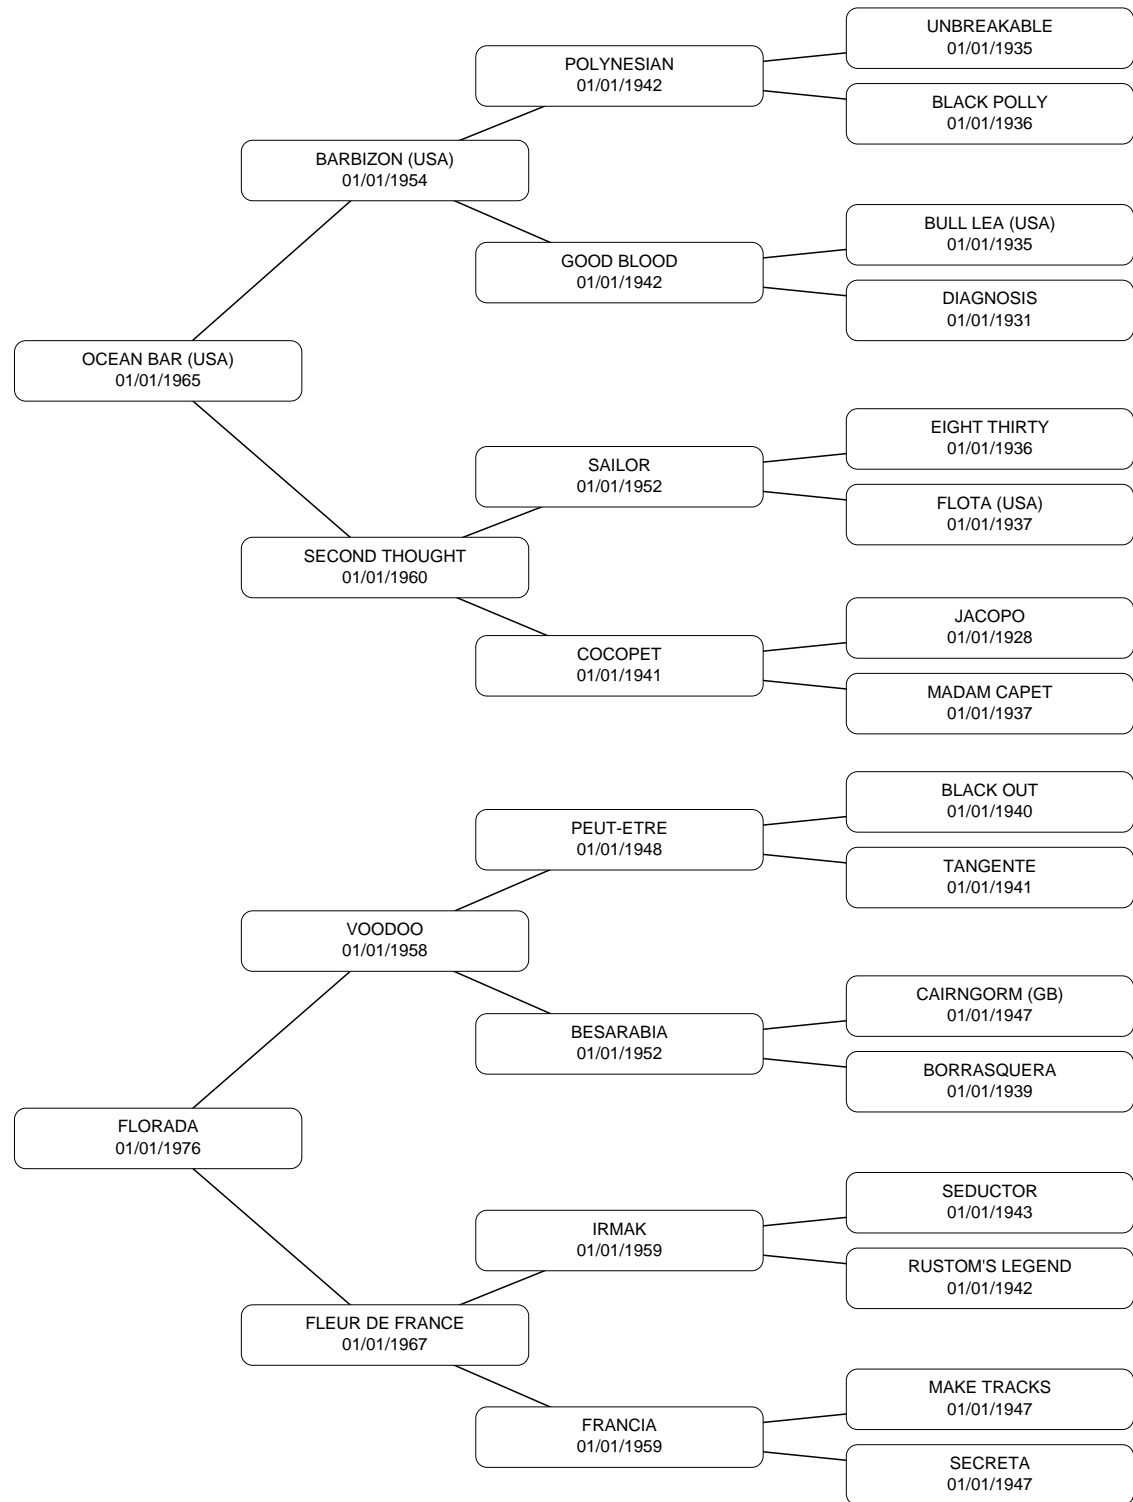 UNBREAKABLE
01/01/1935
POLYNESIAN
01/01/1942
BLACK POLLY
01/01/1936
BARBIZON (USA)
01/01/1954
BULL LEA (USA)
01/01/1935
GOOD BLOOD
01/01/1942
DIAGNOSIS
01/01/1931
OCEAN BAR (USA)
01/01/1965
EIGHT THIRTY
01/01/1936
SAILOR
01/01/1952
FLOTA (USA)
01/01/1937
SECOND THOUGHT
01/01/1960
JACOPO
01/01/1928
COCOPET
01/01/1941
MADAM CAPET
01/01/1937
BLACK OUT
01/01/1940
PEUT-ETRE
01/01/1948
TANGENTE
01/01/1941
VOODOO
01/01/1958
CAIRNGORM (GB)
01/01/1947
BESARABIA
01/01/1952
BORRASQUERA
01/01/1939
FLORADA
01/01/1976
SEDUCTOR
01/01/1943
IRMAK
01/01/1959
RUSTOM'S LEGEND
01/01/1942
FLEUR DE FRANCE
01/01/1967
MAKE TRACKS
01/01/1947
FRANCIA
01/01/1959
SECRETA
01/01/1947